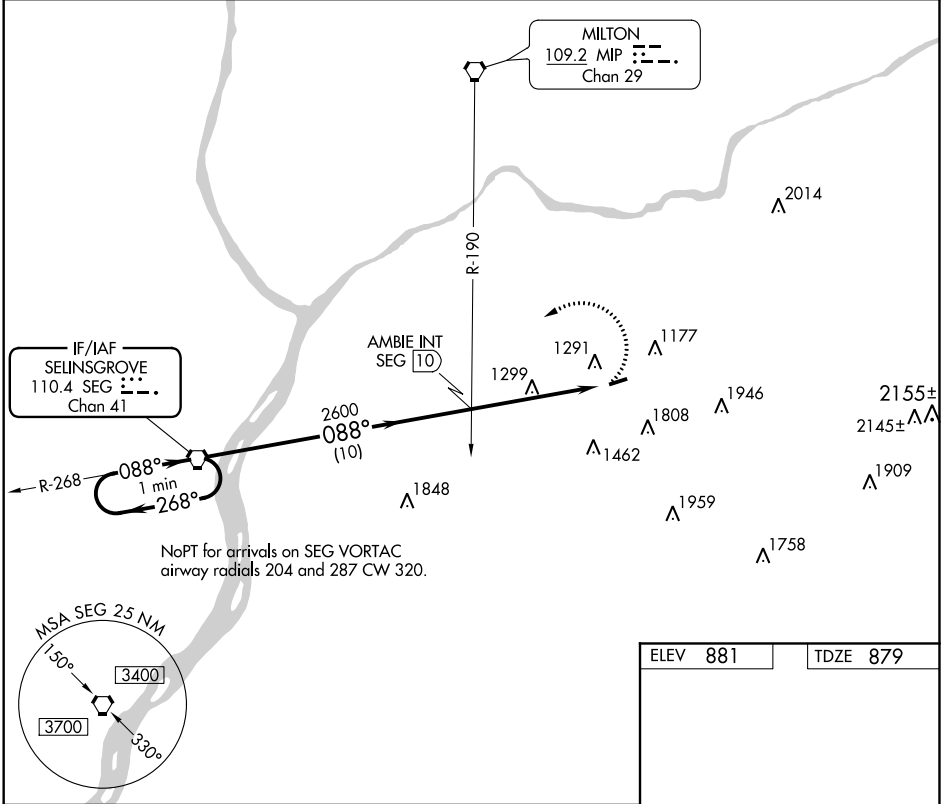 MILTON
109.2 MIP
Chan 29
2014
R-190
IF/IAF
SELINSGROVE
110.4 SEG
Chan 41
AMBIE INT
SEG 10
1291
1177
1299
1946
2155±
2145±
1808
2600
088°
(10)
1462
1909
R-268
088°
1 min
268°
1848
1959
1758
NoPT for arrivals on SEG VORTAC
airway radials 204 and 287 CW 320.
MSA SEG 25 NM
150°
3400
3700
330°
ELEV 881
TDZE 879